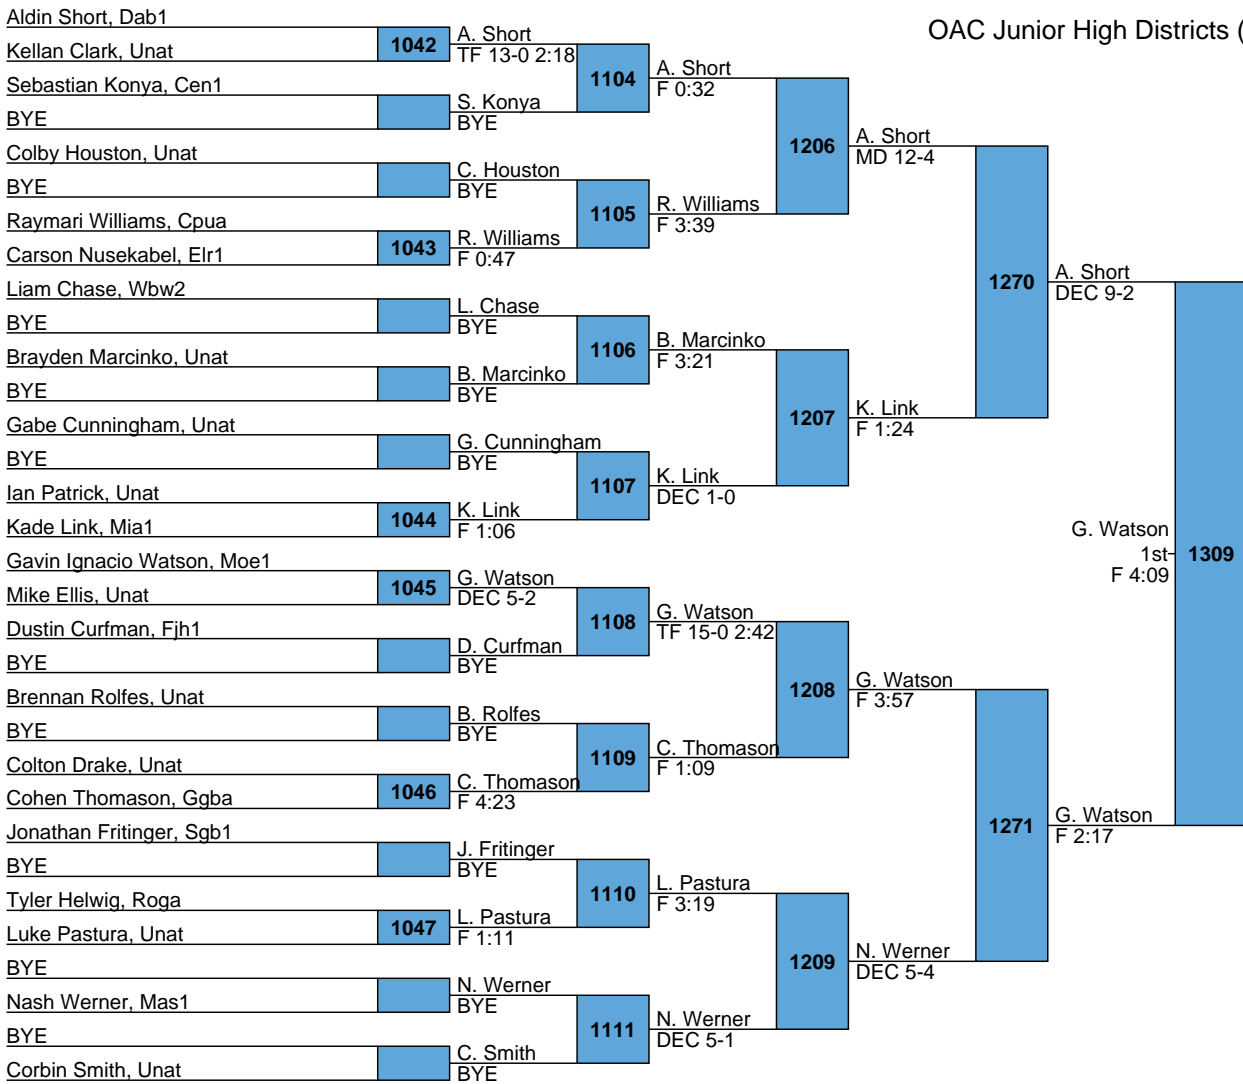 OAC Junior High Districts (
Aldin Short, Dab1
Kellan Clark, Unat
Sebastian Konya, Cen1
BYE
Colby Houston, Unat
BYE
Raymari Williams, Cpua
Carson Nusekabel, Elr1
Liam Chase, Wbw2
BYE
Brayden Marcinko, Unat
BYE
Gabe Cunningham, Unat
BYE
Ian Patrick, Unat
Kade Link, Mia1
Gavin Ignacio Watson, Moe1
Mike Ellis, Unat
Dustin Curfman, Fjh1
BYE
Brennan Rolfes, Unat
BYE
Colton Drake, Unat
Cohen Thomason, Ggba
Jonathan Fritinger, Sgb1
BYE
Tyler Helwig, Roga
Luke Pastura, Unat
BYE
Nash Werner, Mas1
BYE
Corbin Smith, Unat
1042
1043
1044
1045
1046
1047
A. Short
TF 13-0 2:18
S. Konya
BYE
C. Houston
BYE
R. Williams
F 0:47
L. Chase
BYE
B. Marcinko
BYE
G. Cunningham
BYE
K. Link
F 1:06
G. Watson
DEC 5-2
D. Curfman
BYE
B. Rolfes
BYE
C. Thomason
F 4:23
J. Fritinger
BYE
L. Pastura
F 1:11
N. Werner
BYE
C. Smith
BYE
1104
1105
1106
1107
1108
1109
1110
1111
A. Short
F 0:32
R. Williams
F 3:39
B. Marcinko
F 3:21
K. Link
DEC 1-0
G. Watson
TF 15-0 2:42
C. Thomason
F 1:09
L. Pastura
F 3:19
N. Werner
DEC 5-1
1206
1207
1208
1209
A. Short
MD 12-4
K. Link
F 1:24
G. Watson
F 3:57
N. Werner
DEC 5-4
1270
1271
A. Short
DEC 9-2
G. Watson
F 2:17
G. Watson
1st
F 4:09
1309